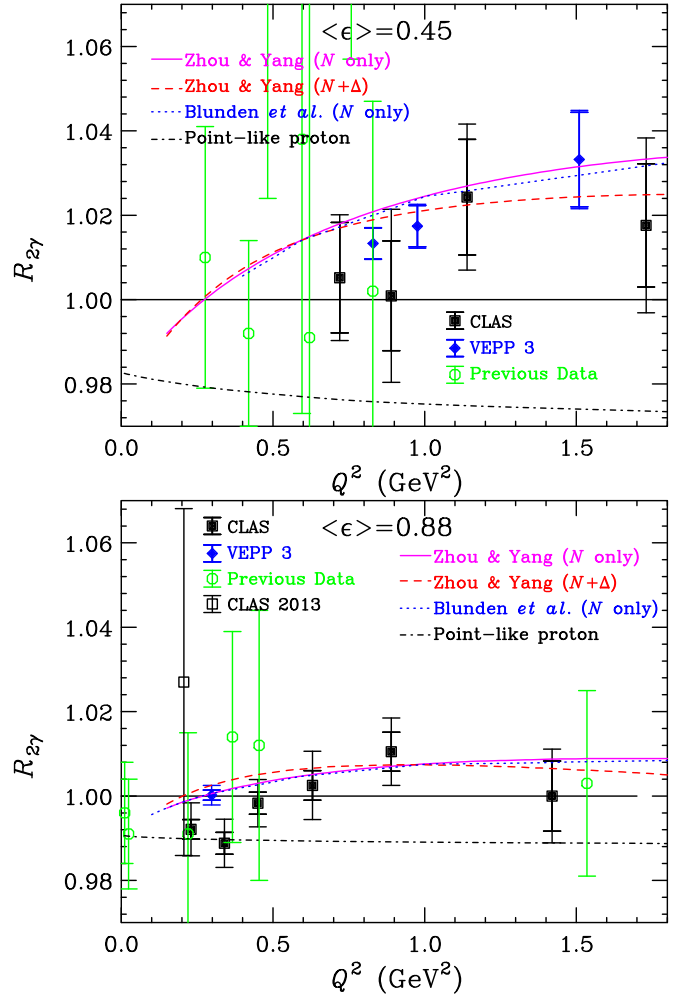 <ϵ>=0.45
1.06
Zhou & Yang (N only)
Zhou & Yang (N+Δ)
Blunden et al. (N only)
1.04
Point-like proton
1.02
R2γ
1.00
CLAS
VEPP 3
Previous Data
0.98
0.0 0.5 1.0 1.5
Q² (GeV²)
CLAS
<ϵ>=0.88
1.06
VEPP 3
Zhou & Yang (N only)
Previous Data
Zhou & Yang (N+Δ)
CLAS 2013
Blunden et al. (N only)
1.04
Point-like proton
1.02
R2γ
1.00
0.98
0.0 0.5 1.0 1.5
Q² (GeV²)